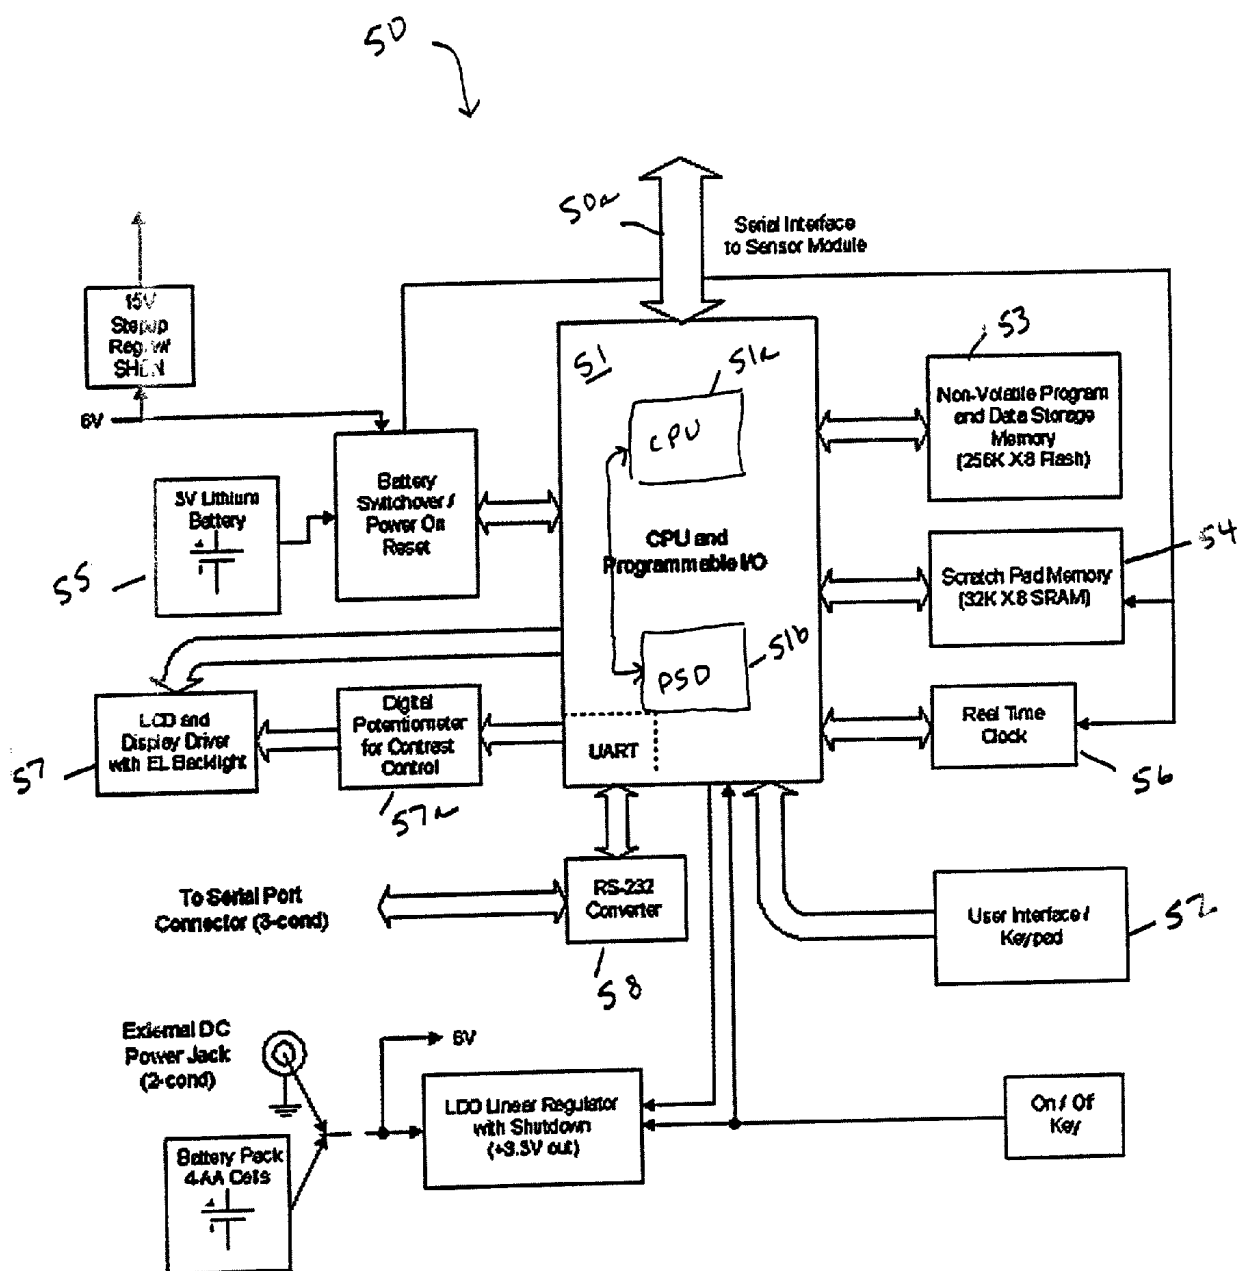 50
50a
Serial Interface
to Sensor Module
15V
Stepup
Reg. w/
SHDN
6V
51
51a
CPU
53
Non-Volatile Program
and Data Storage
Memory
(256K X8 Flash)
3V Lithium
Battery
55
Battery
Switchover /
Power On
Reset
CPU and
Programmable I/O
54
Scratch Pad Memory
(32K X8 SRAM)
PSD
51b
LCD and
Display Driver
with EL Backlight
57
Digital
Potentiometer
for Contrast
Control
57a
UART
Real Time
Clock
56
To Serial Port
Connector (3-cond)
RS-232
Converter
58
User Interface /
Keypad
52
External DC
Power Jack
(2-cond)
6V
LDO Linear Regulator
with Shutdown
(+3.3V out)
On / Off
Key
Battery Pack
4-AA Cells